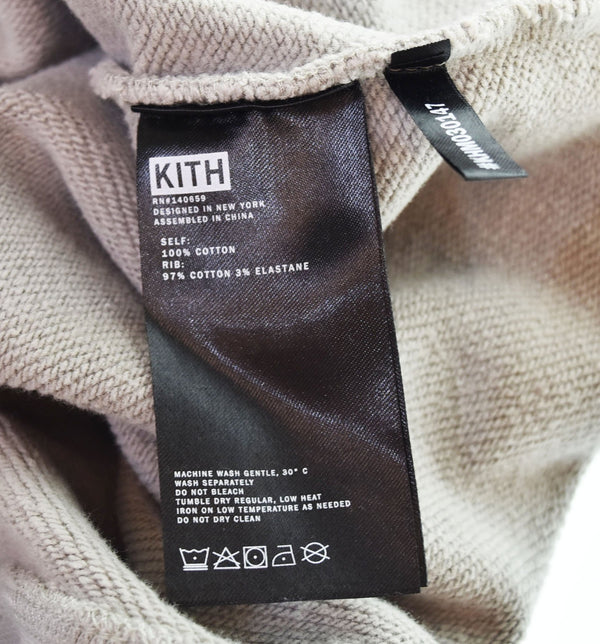 KITH
RN#140659
DESIGNED IN NEW YORK
ASSEMBLED IN CHINA
SELF:
100% COTTON
RIB:
97% COTTON 3% ELASTANE
MACHINE WASH GENTLE, 30° C
WASH SEPARATELY
DO NOT BLEACH
TUMBLE DRY REGULAR, LOW HEAT
IRON ON LOW TEMPERATURE AS NEEDED
DO NOT DRY CLEAN
#KHM030147